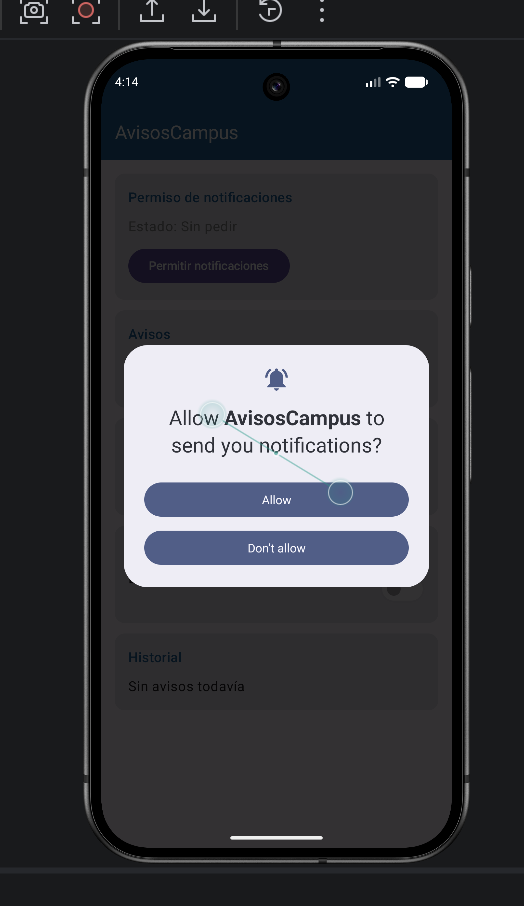 4:14
AvisosCampus
Permiso de notificaciones
Estado: Sin pedir
Permitir notificaciones
Avisos
Allow AvisosCampus to
send you notifications?
Allow
Don't allow
Historial
Sin avisos todavía